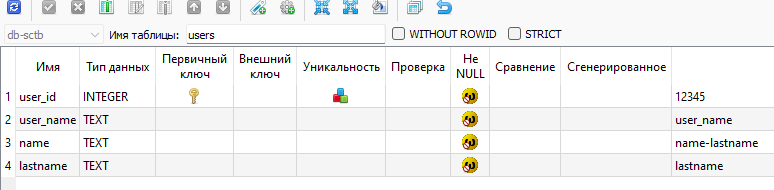 db-sctb Имя таблицы: users WITHOUT ROWID STRICT
Имя Тип данных Первичный ключ Внешний ключ Уникальность Проверка Не NULL Сравнение Сгенерированное
1 user_id INTEGER 12345
2 user_name TEXT user_name
3 name TEXT name-lastname
4 lastname TEXT lastname